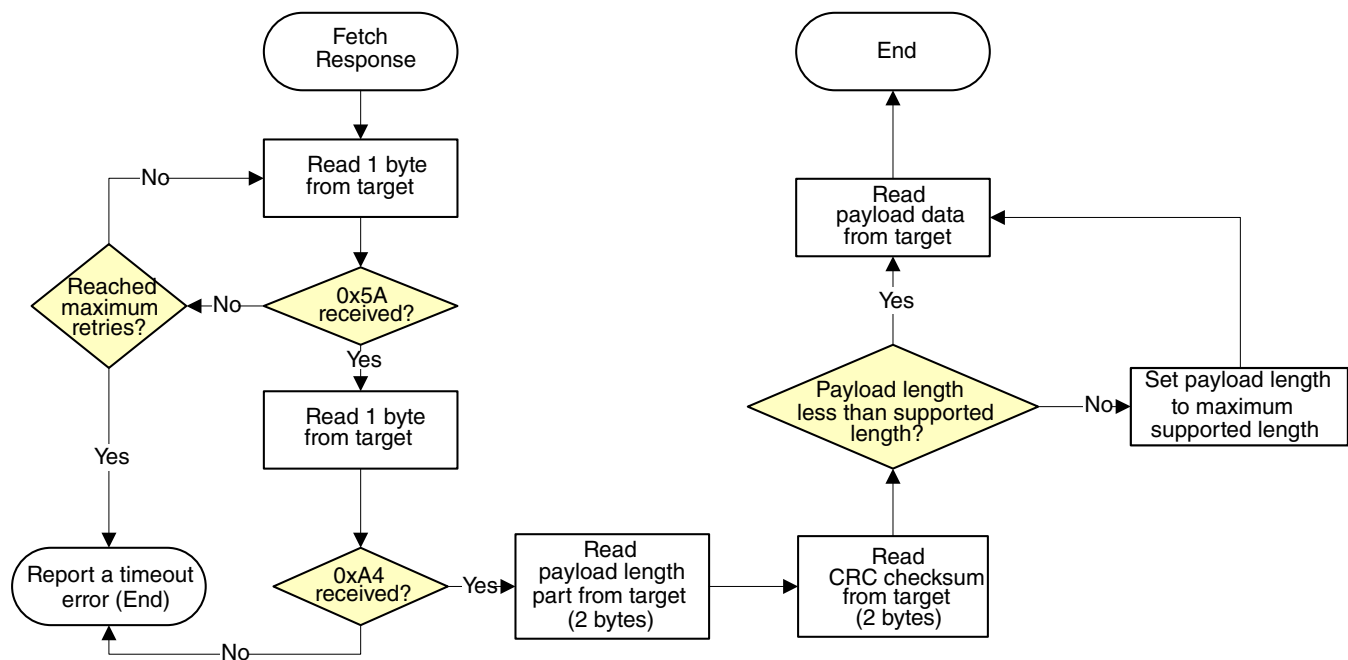 Fetch
Response
Read 1 byte
from target
No
0x5A
received?
No
Reached
maximum
retries?
Yes
Read 1 byte
from target
Yes
0xA4
received?
No
Report a timeout
error (End)
Yes
Read
payload length
part from target
(2 bytes)
Read
CRC checksum
from target
(2 bytes)
Payload length
less than supported
length?
No
Set payload length
to maximum
supported length
Yes
Read
payload data
from target
End